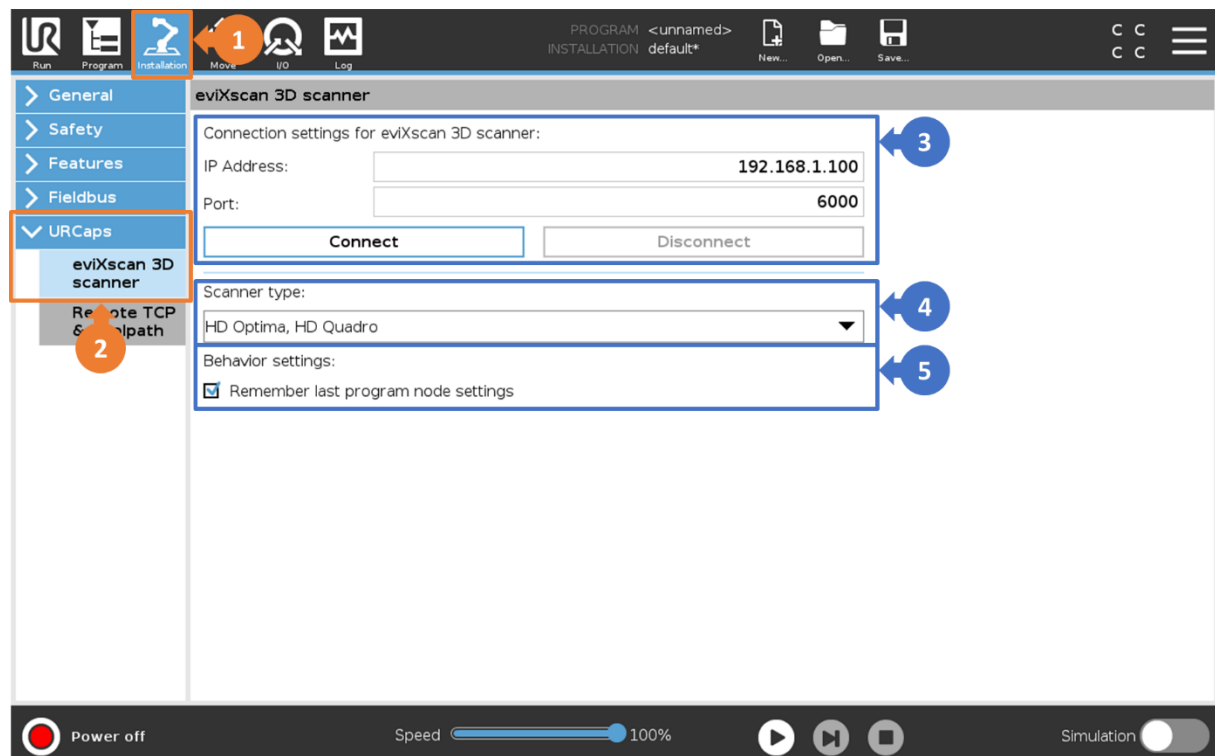 UR
PROGRAM <unnamed>
INSTALLATION default*
C C
C C
Run
Program
Installation
Move
I/O
Log
New...
Open...
Save...
1
General
eviXscan 3D scanner
Safety
Connection settings for eviXscan 3D scanner:
3
Features
IP Address:
192.168.1.100
Fieldbus
Port:
6000
URCaps
Connect
Disconnect
eviXscan 3D
scanner
Scanner type:
4
TCP
&
HD Optima, HD Quadro
2
Behavior settings:
5
Remember last program node settings
Power off
Speed
100%
Simulation